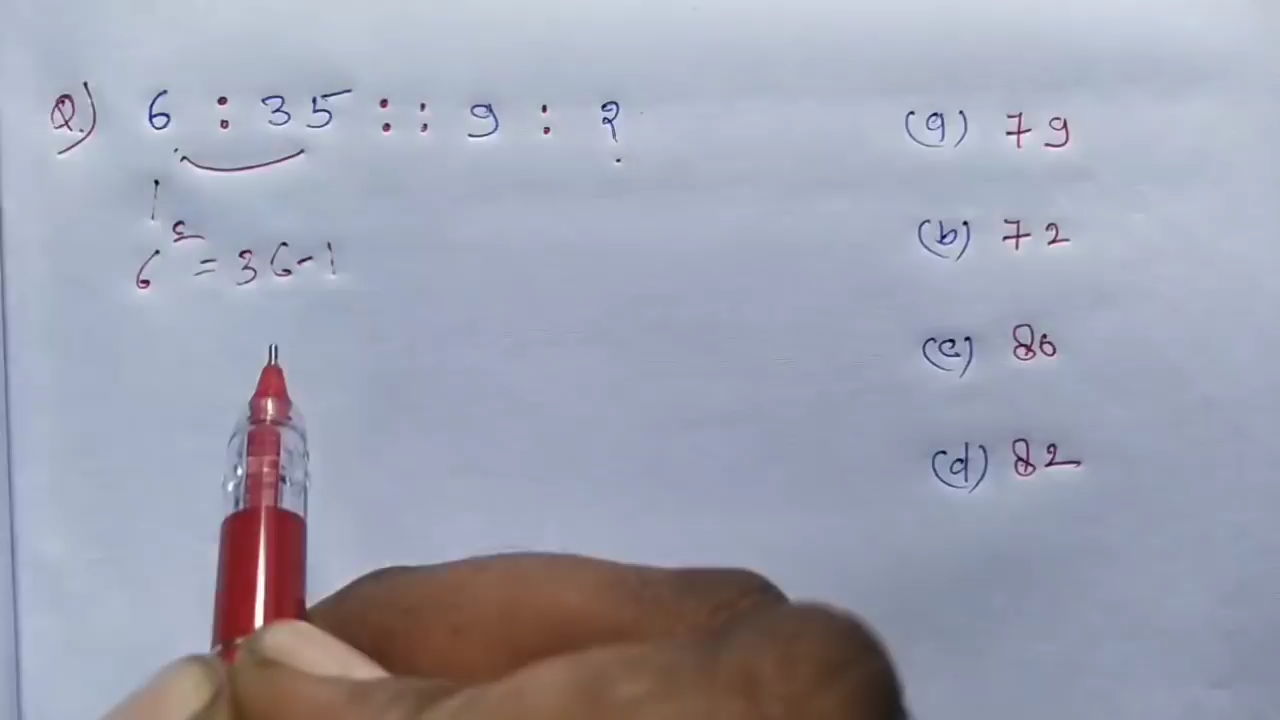 Q.) 6 : 35 :: 9 : ?
(a) 79
6² = 36-1
(b) 72
(c) 80
(d) 82